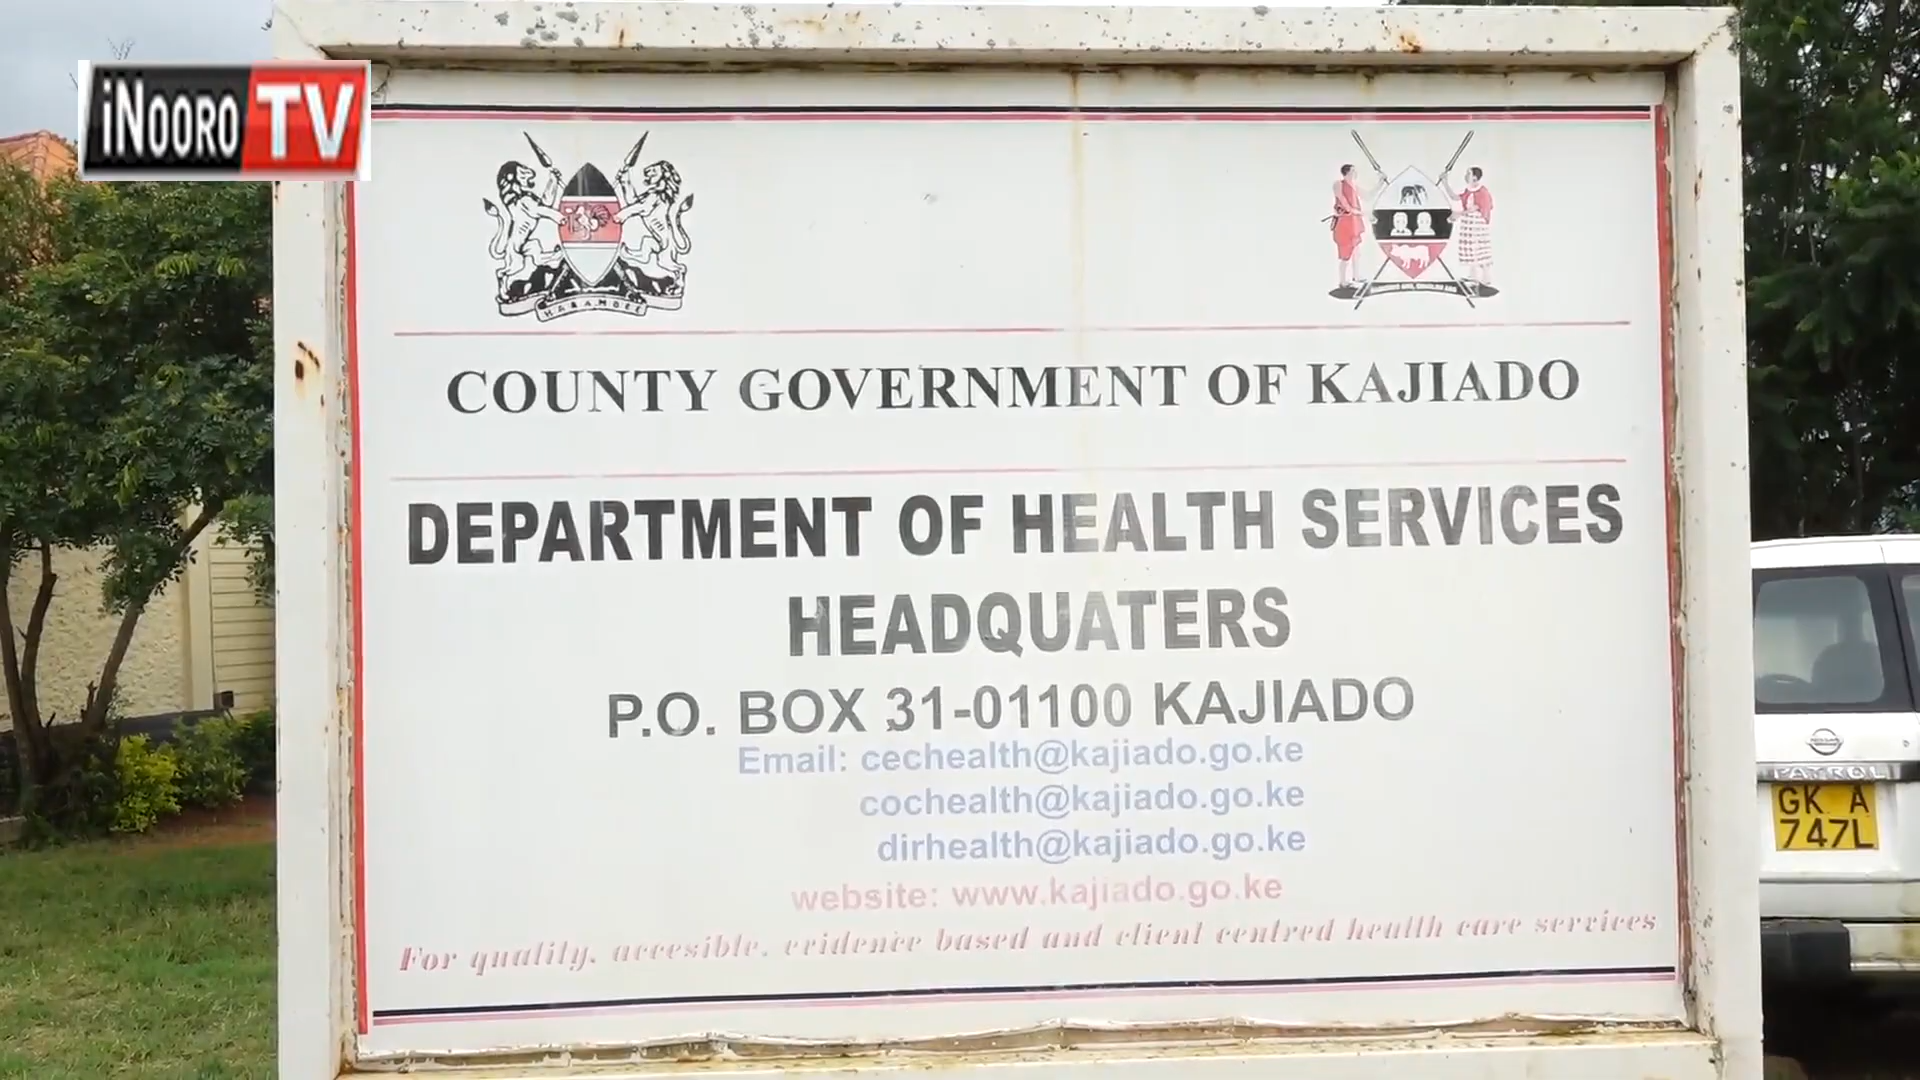 iNOORO TV
HARAMBEE
COUNTY GOVERNMENT OF KAJIADO
DEPARTMENT OF HEALTH SERVICES
HEADQUATERS
P.O. BOX 31-01100 KAJIADO
Email: cechealth@kajiado.go.ke
cochealth@kajiado.go.ke
dirhealth@kajiado.go.ke
website: www.kajiado.go.ke
For quality, accesible, evidence based and client centred health care services
PATROL
GK A
747L